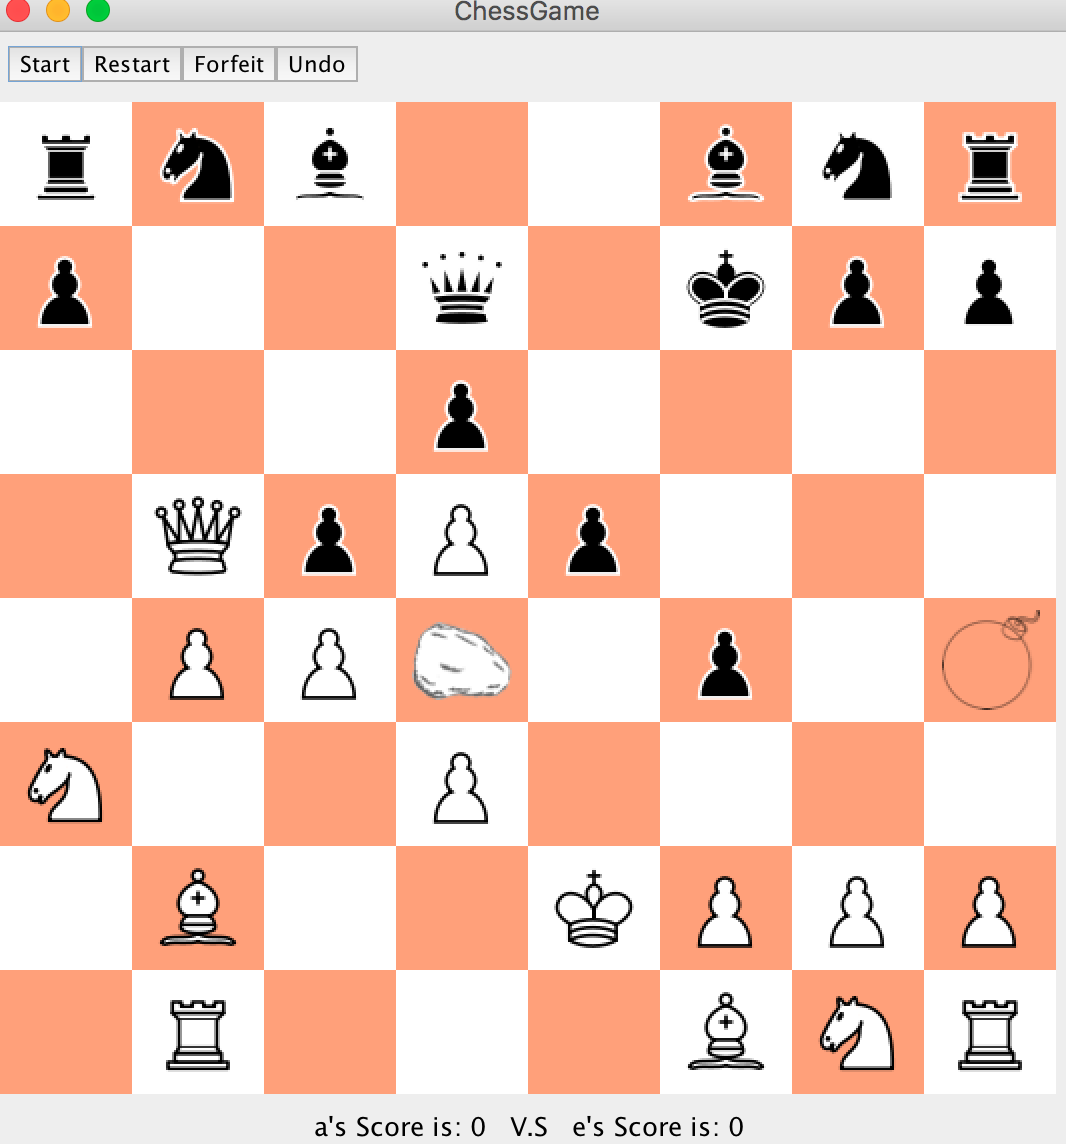 ChessGame
Start Restart Forfeit Undo
a's Score is: 0 V.S e's Score is: 0